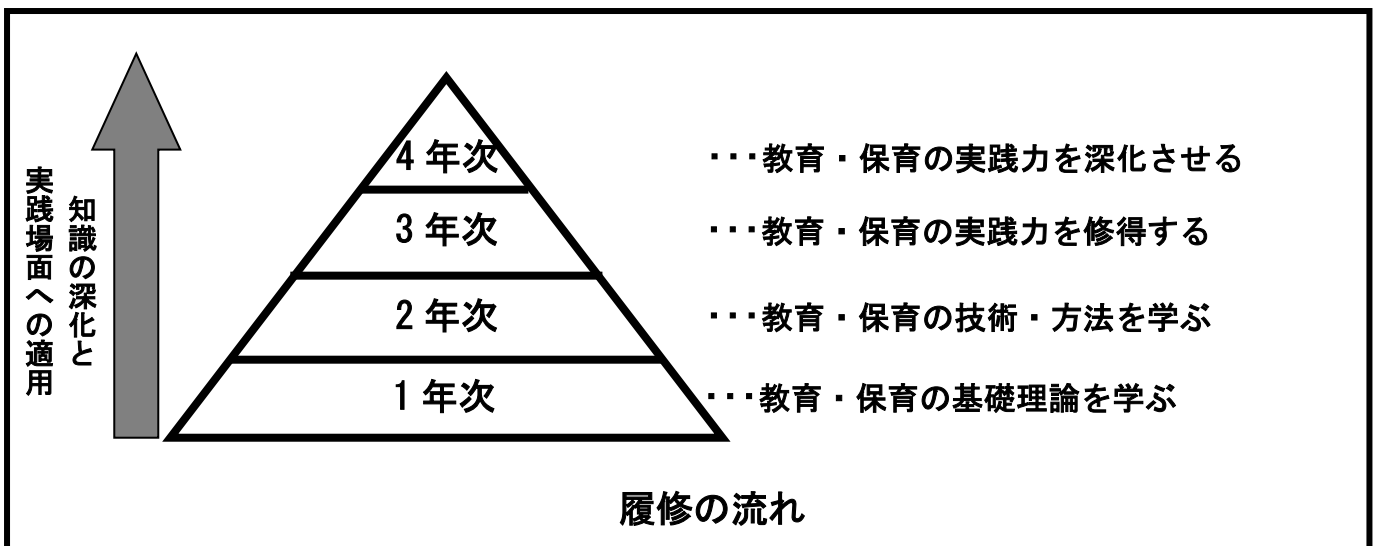 知識の深化と
実践場面への適用
4年次 ･･･教育・保育の実践力を深化させる
3年次 ･･･教育・保育の実践力を修得する
2年次 ･･･教育・保育の技術・方法を学ぶ
1年次 ･･･教育・保育の基礎理論を学ぶ
履修の流れ